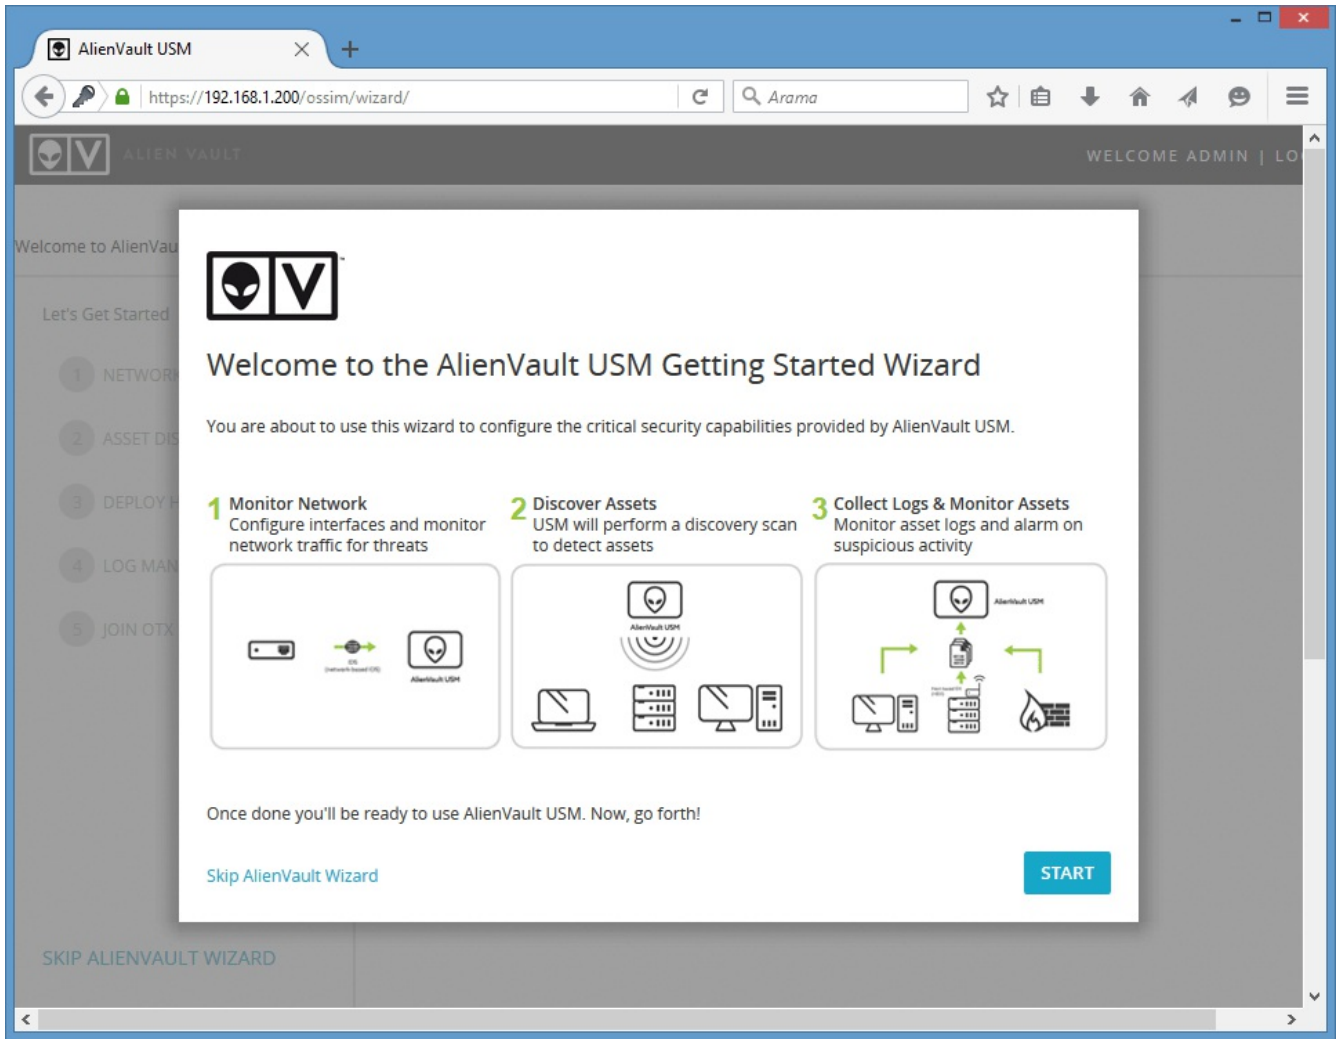 AlienVault USM
https://192.168.1.200/ossim/wizard/
Arama
ALIEN VAULT
WELCOME ADMIN | LO
Welcome to AlienVau
Let's Get Started
1 NETWORK
2 ASSET DIS
3 DEPLOY H
4 LOG MAN
5 JOIN OTX
SKIP ALIENVAULT WIZARD
V
Welcome to the AlienVault USM Getting Started Wizard
You are about to use this wizard to configure the critical security capabilities provided by AlienVault USM.
1 Monitor Network
Configure interfaces and monitor
network traffic for threats
IDS
(network-based IDS)
AlienVault USM
2 Discover Assets
USM will perform a discovery scan
to detect assets
AlienVault USM
3 Collect Logs & Monitor Assets
Monitor asset logs and alarm on
suspicious activity
AlienVault USM
Once done you'll be ready to use AlienVault USM. Now, go forth!
Skip AlienVault Wizard
START